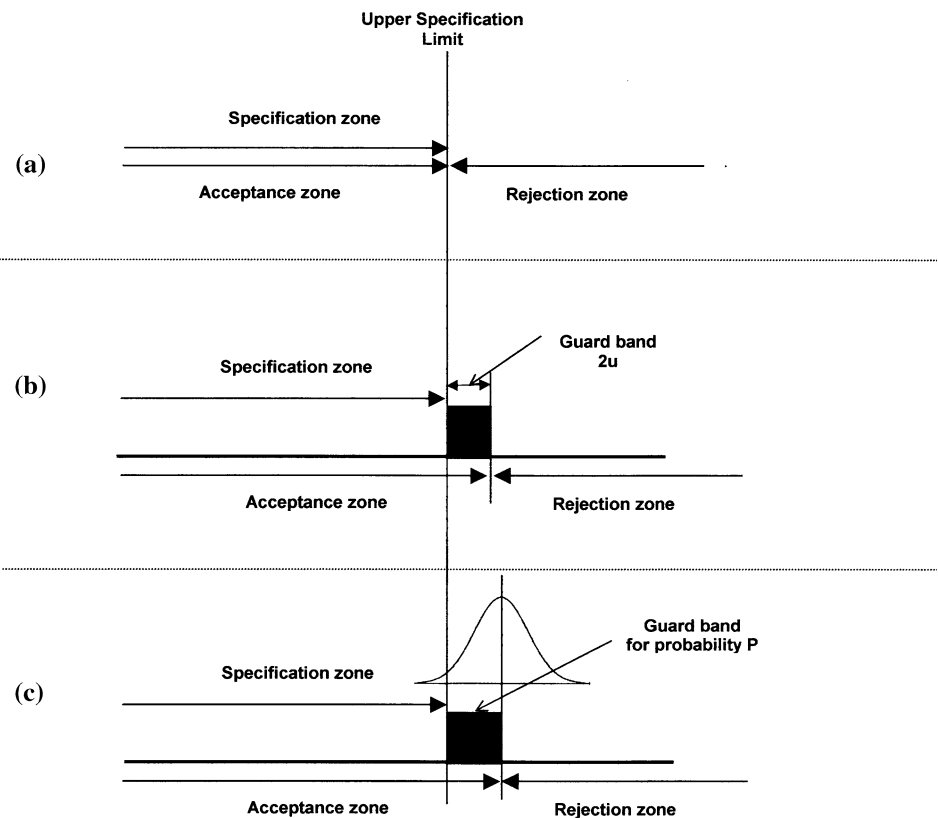 Upper Specification
Limit
Specification zone
(a)
Acceptance zone
Rejection zone
Guard band
2u
Specification zone
(b)
Acceptance zone
Rejection zone
Guard band
for probability P
Specification zone
(c)
Acceptance zone
Rejection zone